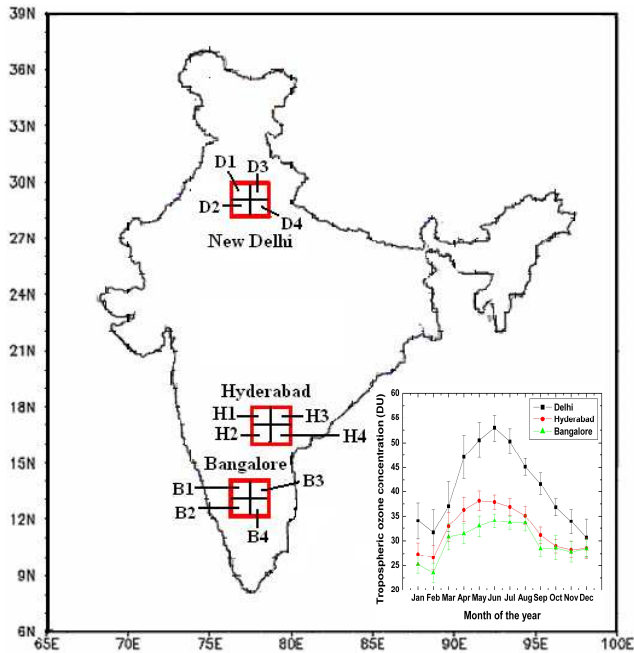 39N
36N
33N
30N
27N
24N
21N
18N
15N
12N
9N
6N
65E 70E 75E 80E 85E 90E 95E 100E
D1 D3
D2 D4
New Delhi
Hyderabad
H1 H3
H2 H4
Bangalore
B1 B3
B2 B4
Tropospheric ozone concentration (DU)
60
55
50
45
40
35
30
25
20
Delhi
Hyderabad
Bangalore
Jan Feb Mar Apr May Jun Jul Aug Sep Oct Nov Dec
Month of the year